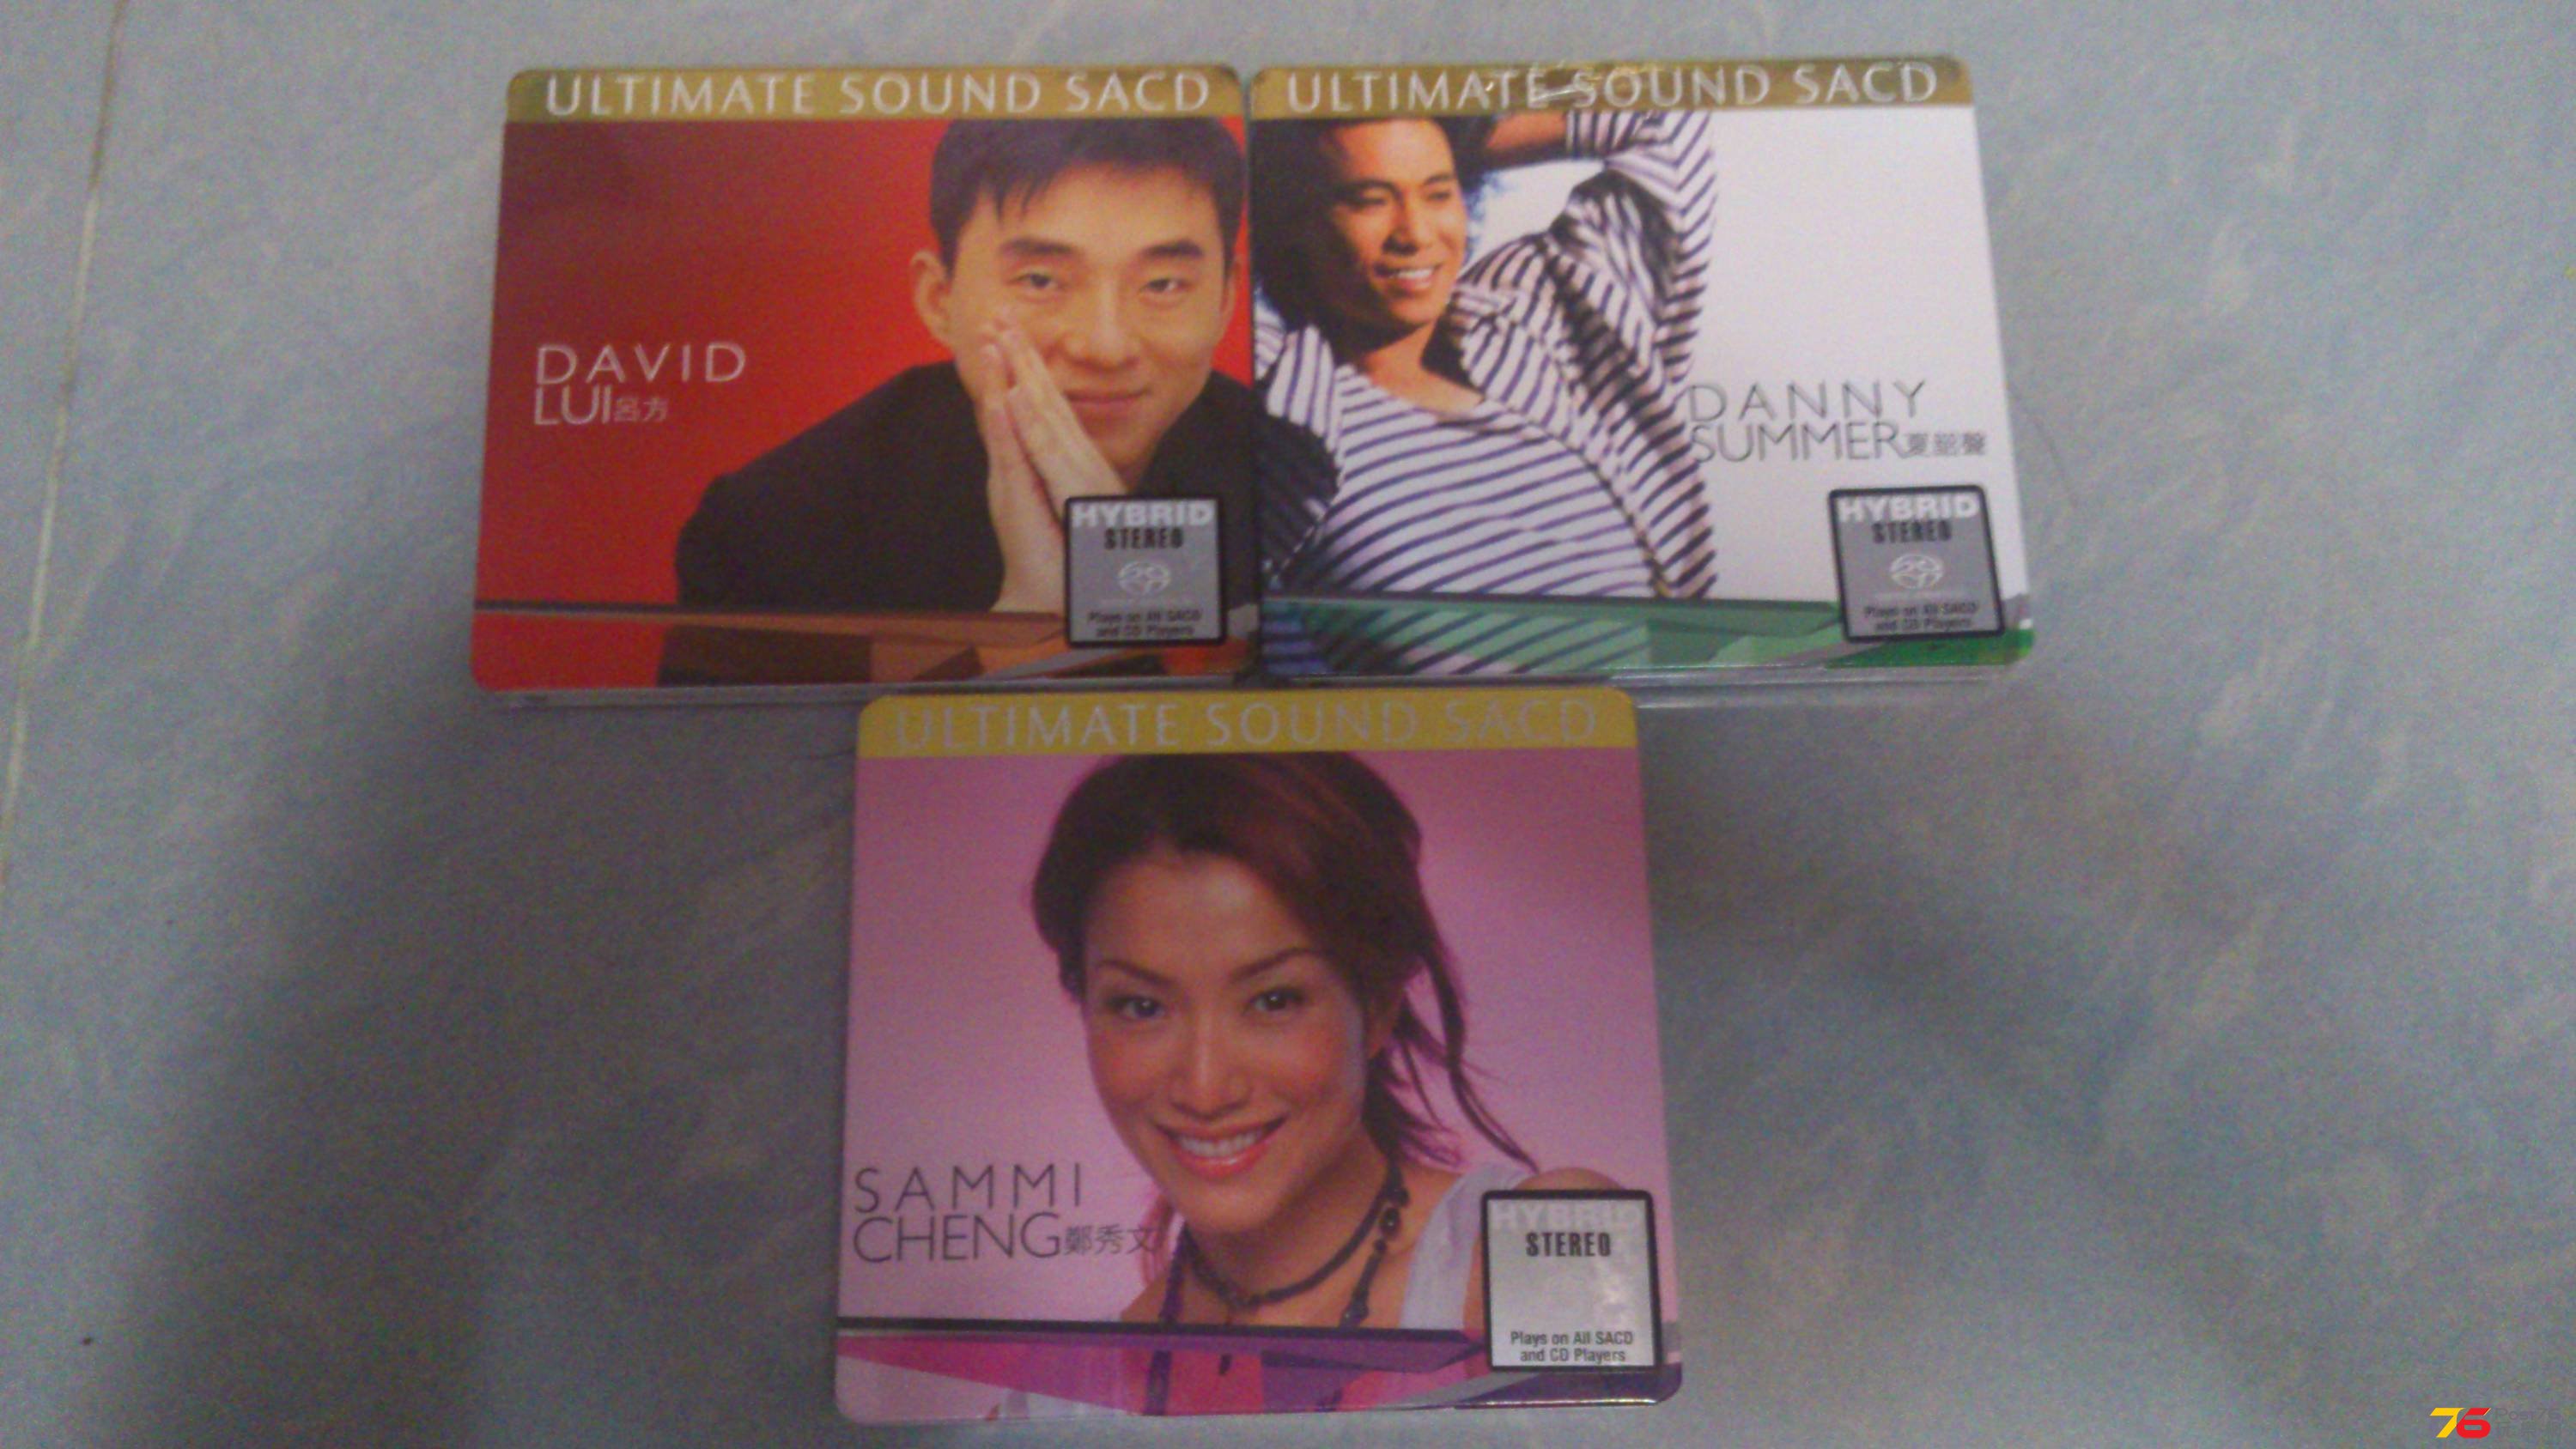 ULTIMATE SOUND SACD
DAVID
LUI呂方
HYBRID
STEREO
Plays on All SACD
and CD Players
ULTIMATE SOUND SACD
DANNY
SUMMER夏韶聲
HYBRID
STEREO
Plays on All SACD
and CD Players
ULTIMATE SOUND SACD
SAMMI
CHENG鄭秀文
HYBRID
STEREO
Plays on All SACD
and CD Players
76